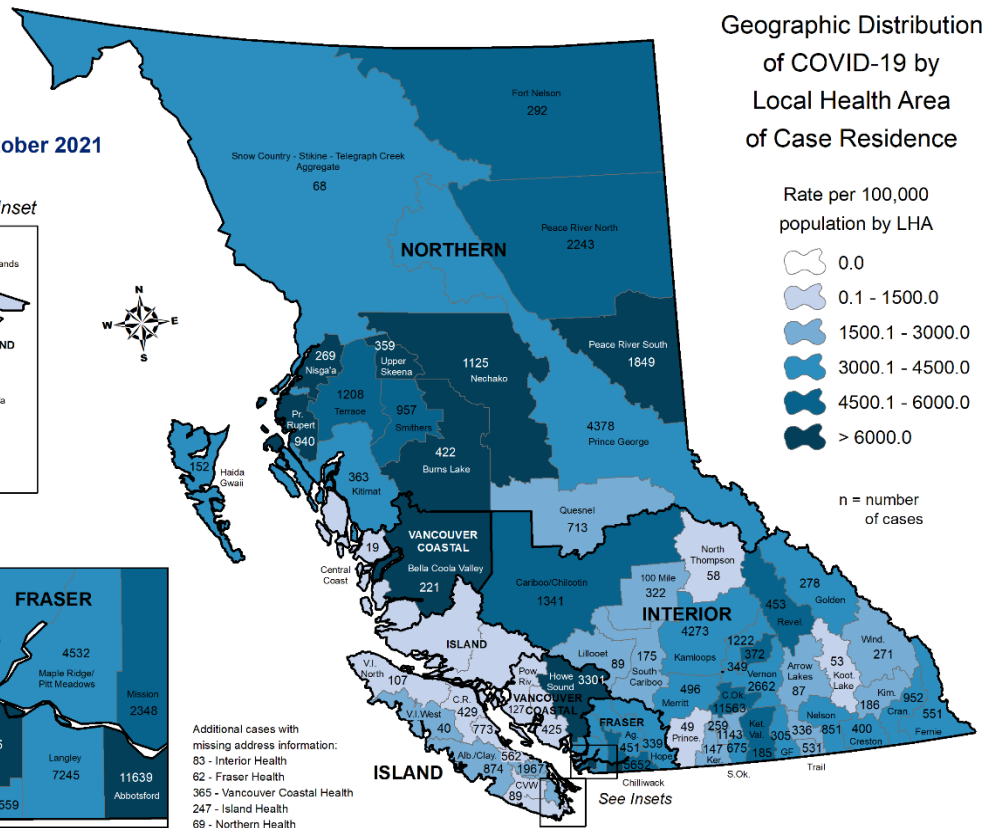 Geographic Distribution
of COVID-19 by
Local Health Area
of Case Residence
ober 2021
Rate per 100,000
population by LHA
0.0
0.1 - 1500.0
1500.1 - 3000.0
3000.1 - 4500.0
4500.1 - 6000.0
> 6000.0
n = number
of cases
nset
ands
ND
N
W
E
S
Fort Nelson
292
Snow Country - Stikine - Telegraph Creek
Aggregate
68
Peace River North
2243
NORTHERN
Peace River South
1849
269
Nisga'a
359
Upper
Skeena
1125
Nechako
1208
Terrace
957
Smithers
Pr.
Rupert
940
4378
Prince George
422
Burns Lake
152
Haida
Gwaii
363
Kitimat
Quesnel
713
19
Central
Coast
VANCOUVER
COASTAL
Bella Coola Valley
221
Cariboo/Chilcotin
1341
North
Thompson
58
100 Mile
322
INTERIOR
278
Golden
453
Revel.
4273
Kamloops
1222
372
349
Vernon
2662
Wind.
271
Arrow
Lakes
87
53
Koot.
Lake
Kim.
186
952
Cran.
551
Fernie
ISLAND
Lillooet
89
175
South
Cariboo
496
Merritt
C.Ok.
11563
Nelson
851
400
Creston
V.I.
North
107
Pow
Riv
127
Howe
Sound
3301
VANCOUVER
COASTAL
425
C.R.
429
773
V.I.West
40
FRASER
Ag.
451
339
Hope
5652
Chilliwack
49
Prince.
259
1143
147
675
Ker.
S.Ok.
Ket.
Val.
185
305
336
GF
531
Trail
Alb./Clay.
874
562
1967
CVW
89
ISLAND
See Insets
FRASER
4532
Maple Ridge/
Pitt Meadows
Mission
2348
Langley
7245
11639
Abbotsford
559
Additional cases with
missing address information:
83 - Interior Health
62 - Fraser Health
365 - Vancouver Coastal Health
247 - Island Health
69 - Northern Health